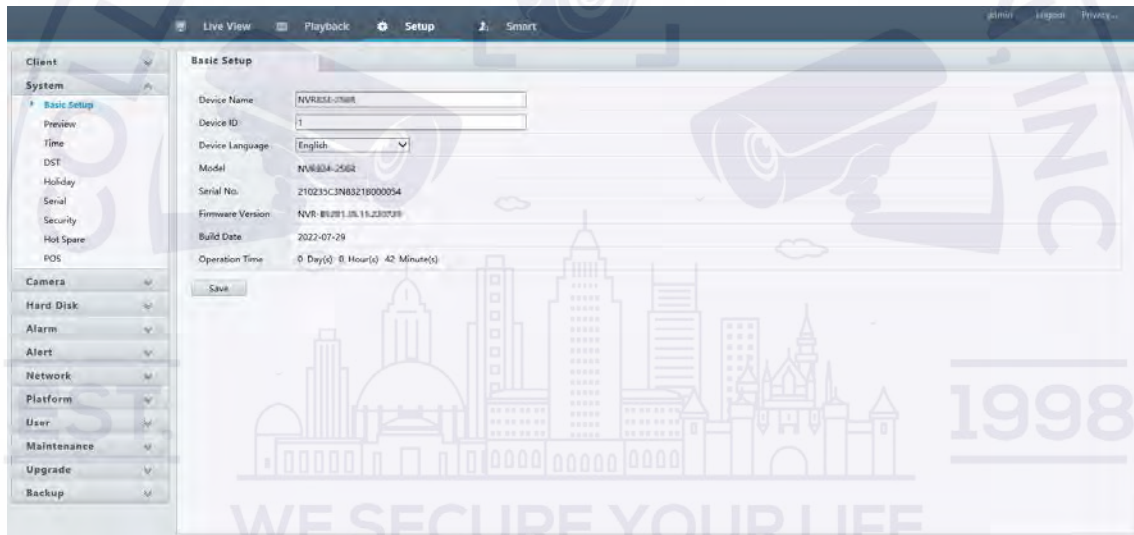 Live View Playback Setup Smart
admin Logout Privacy...
Client
System
Basic Setup
Preview
Time
DST
Holiday
Serial
Security
Hot Spare
POS
Camera
Hard Disk
Alarm
Alert
Network
Platform
User
Maintenance
Upgrade
Backup
Basic Setup
Device Name
Device ID 1
Device Language English
Model
Serial No. 210235C3N83218000054
Firmware Version
Build Date 2022-07-29
Operation Time 0 Day(s) 0 Hour(s) 42 Minute(s)
Save
INC
EST.
1998
WE SECURE YOUR LIFE